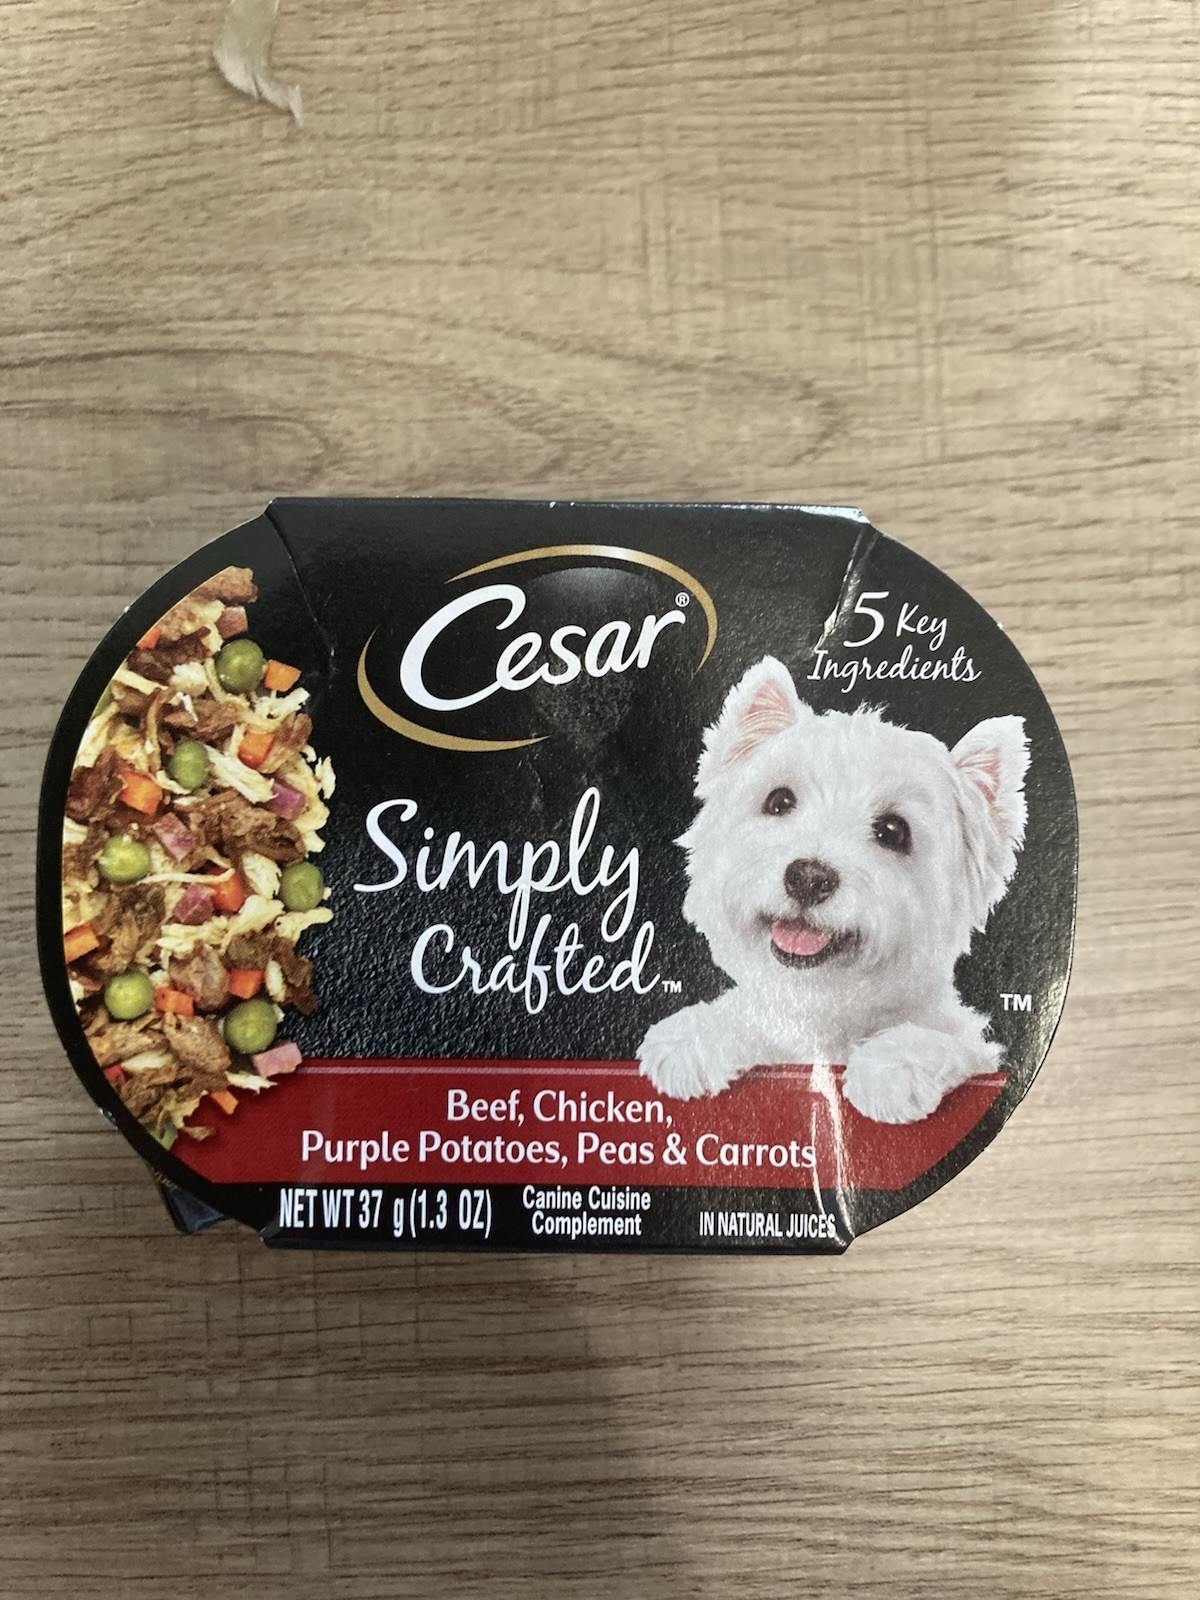 Cesar®
5 Key
Ingredients
Simply
Crafted™
TM
Beef, Chicken,
Purple Potatoes, Peas & Carrots
NET WT 37 g (1.3 OZ)
Canine Cuisine
Complement
IN NATURAL JUICES